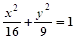 x²/16 + y²/9 = 1